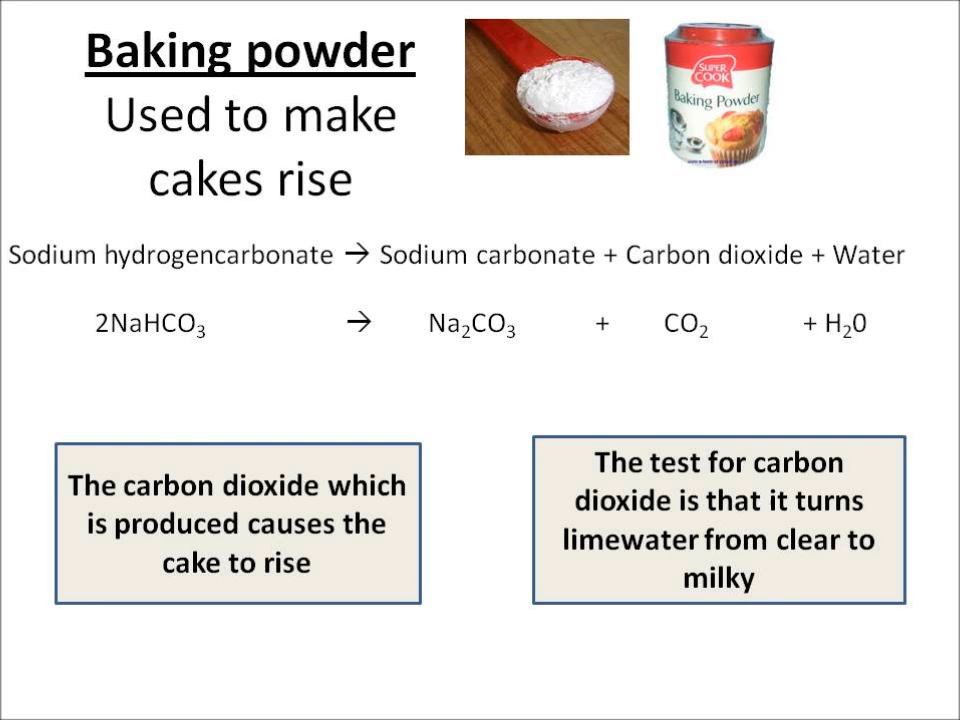 Baking powder
Used to make
cakes rise
SUPER
COOK
Baking Powder
Sodium hydrogencarbonate → Sodium carbonate + Carbon dioxide + Water
2NaHCO₃ → Na₂CO₃ + CO₂ + H₂0
The carbon dioxide which
is produced causes the
cake to rise
The test for carbon
dioxide is that it turns
limewater from clear to
milky